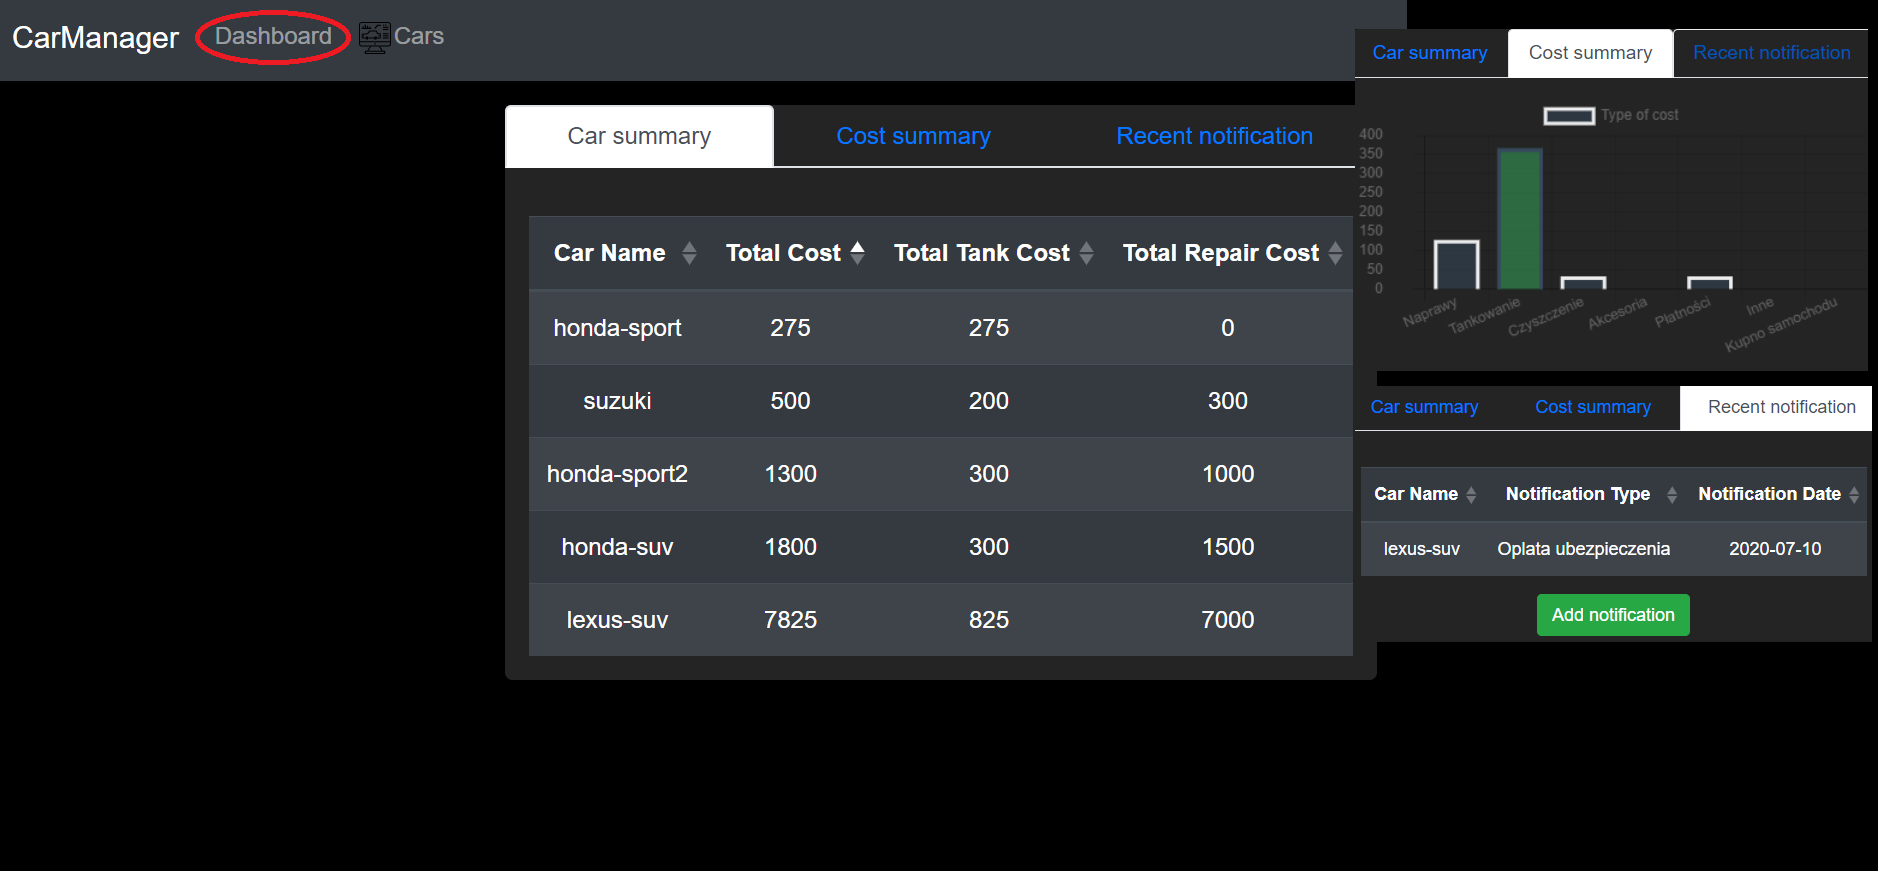 CarManager Dashboard Cars
Car summary Cost summary Recent notification
Car Name Total Cost Total Tank Cost Total Repair Cost
honda-sport 275 275 0
suzuki 500 200 300
honda-sport2 1300 300 1000
honda-suv 1800 300 1500
lexus-suv 7825 825 7000
Car summary Cost summary Recent notification
Type of cost
400
350
300
250
200
150
100
50
0
Naprawy Tankowanie Czyszczenie Akcesoria Płatności Inne Kupno samochodu
Car summary Cost summary Recent notification
Car Name Notification Type Notification Date
lexus-suv Oplata ubezpieczenia 2020-07-10
Add notification